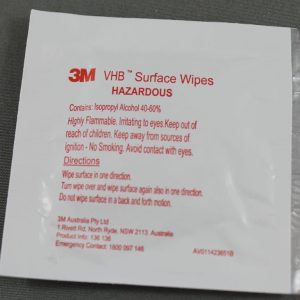 3M VHB™ Surface Wipes
HAZARDOUS
Contains: Isopropyl Alcohol 40-60%
Highly Flammable. Irritating to eyes.Keep out of
reach of children. Keep away from sources of
ignition - No Smoking. Avoid contact with eyes.
Directions
Wipe surface in one direction.
Turn wipe over and wipe surface again also in one direction.
Do not wipe surface in a back and forth motion.
3M Australia Pty Ltd
1 Rivett Rd. North Ryde, NSW 2113. Australia
Product Info: 136 136
Emergency Contact: 1800 097 146
AV011423651B